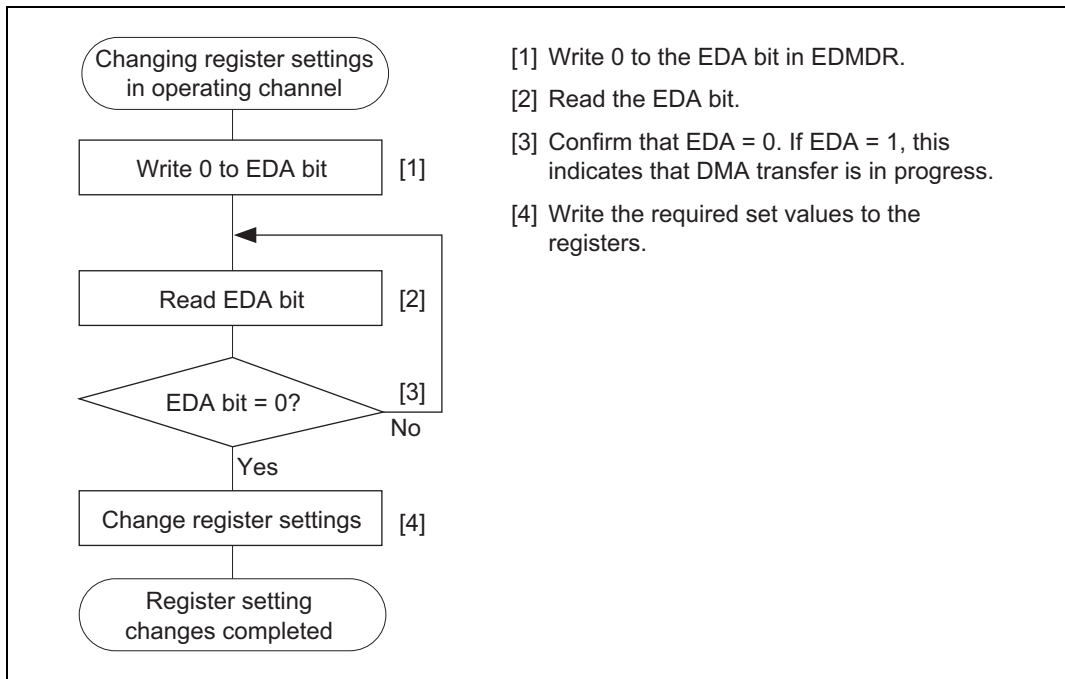 Changing register settings
in operating channel
Write 0 to EDA bit
[1]
Read EDA bit
[2]
EDA bit = 0?
[3]
No
Yes
Change register settings
[4]
Register setting
changes completed
[1] Write 0 to the EDA bit in EDMDR.
[2] Read the EDA bit.
[3] Confirm that EDA = 0. If EDA = 1, this
indicates that DMA transfer is in progress.
[4] Write the required set values to the
registers.